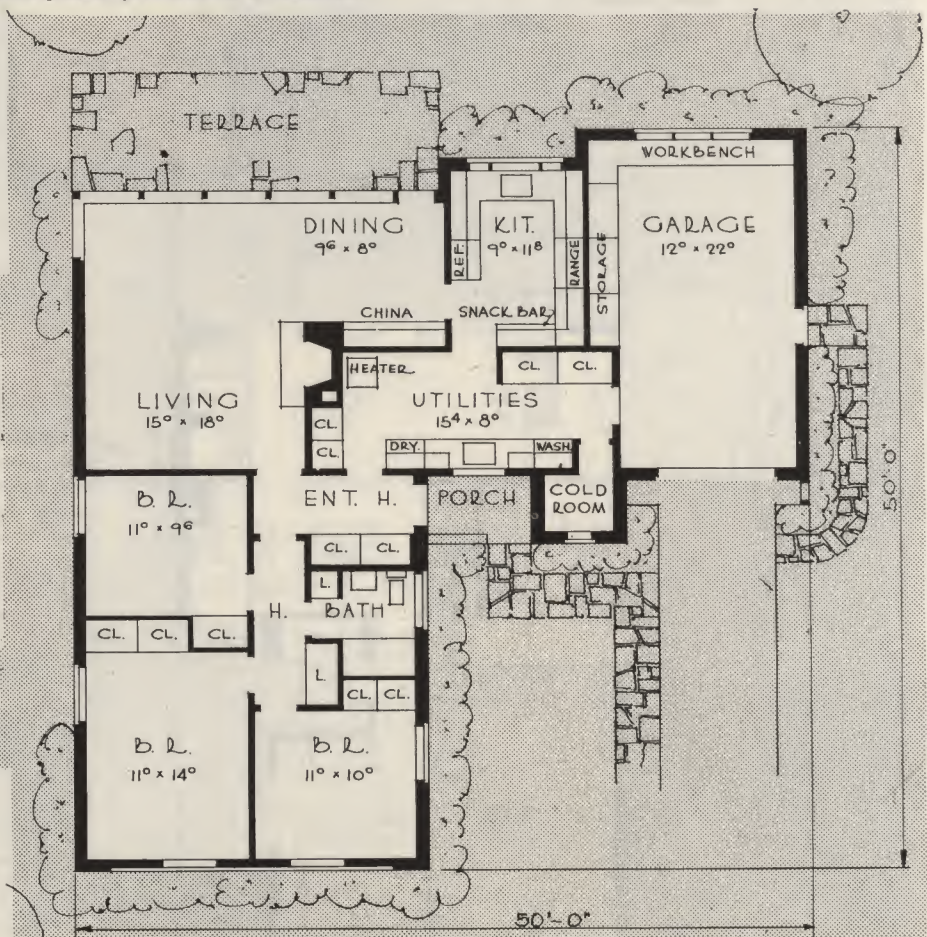 TERRACE
WORKBENCH
DINING
9⁶ x 8⁰
KIT.
9⁰ x 11⁸
GARAGE
12⁰ x 22⁰
REF.
RANGE
STORAGE
CHINA
SNACK BAR
HEATER
CL.
CL.
LIVING
15⁰ x 18⁰
UTILITIES
15⁴ x 8⁰
CL.
CL.
DRY.
WASH.
B. R.
11⁰ x 9⁶
ENT. H.
PORCH
COLD
ROOM
50'-0"
CL.
CL.
L.
H.
BATH
CL.
CL.
CL.
L.
CL.
CL.
B. R.
11⁰ x 14⁰
B. R.
11⁰ x 10⁰
50'-0"